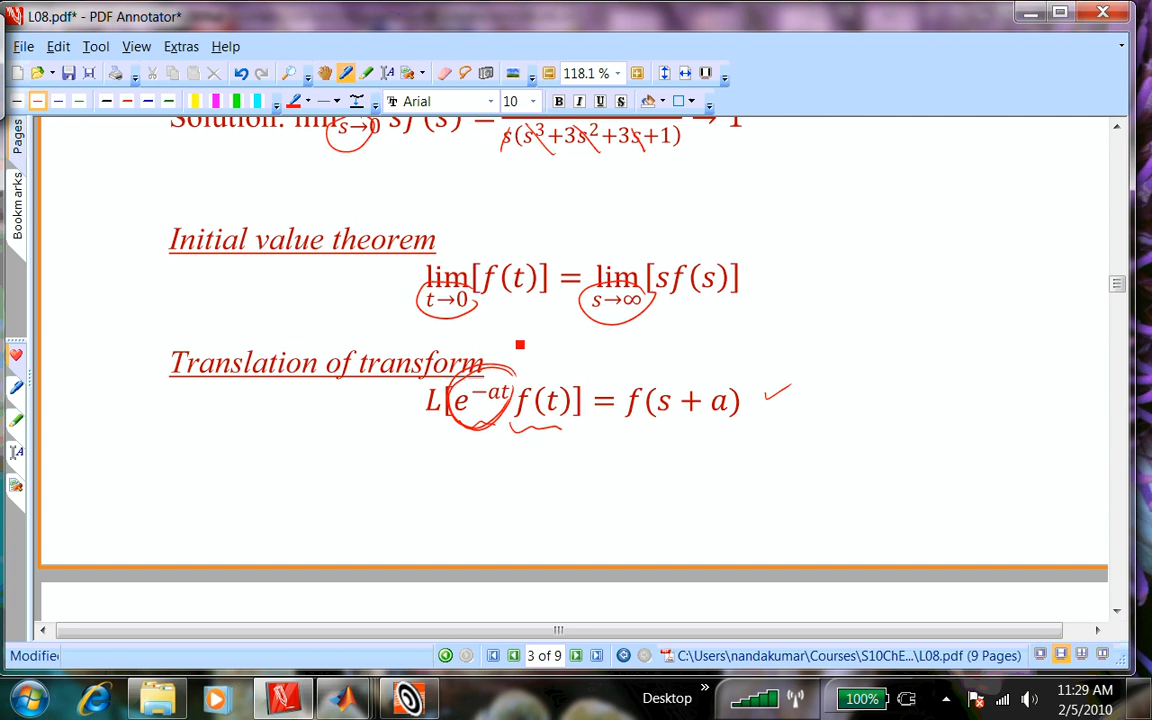 L08.pdf* - PDF Annotator*
File Edit Tool View Extras Help
118.1 %
Arial 10 B I U S
Pages
Bookmarks
Solution: lim s→0 sf(s) = / s(s³+3s²+3s+1) → 1
Initial value theorem
lim t→0 [f(t)] = lim s→∞ [sf(s)]
Translation of transform
L[e^{−at} f(t)] = f(s + a) ✓
Modifie
3 of 9
C:\Users\nandakumar\Courses\S10ChE...\L08.pdf (9 Pages)
Desktop » 100% 11:29 AM
2/5/2010